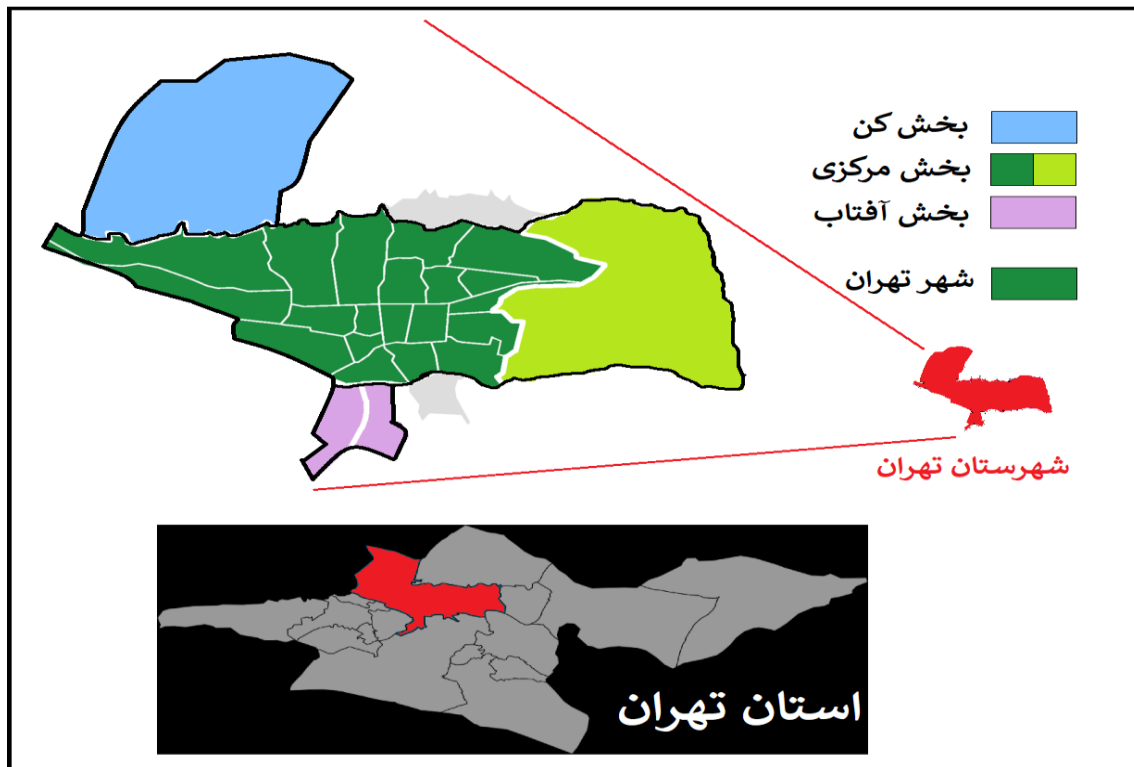 بخش کن
بخش مرکزی
بخش آفتاب
شهر تهران
شهرستان تهران
استان تهران